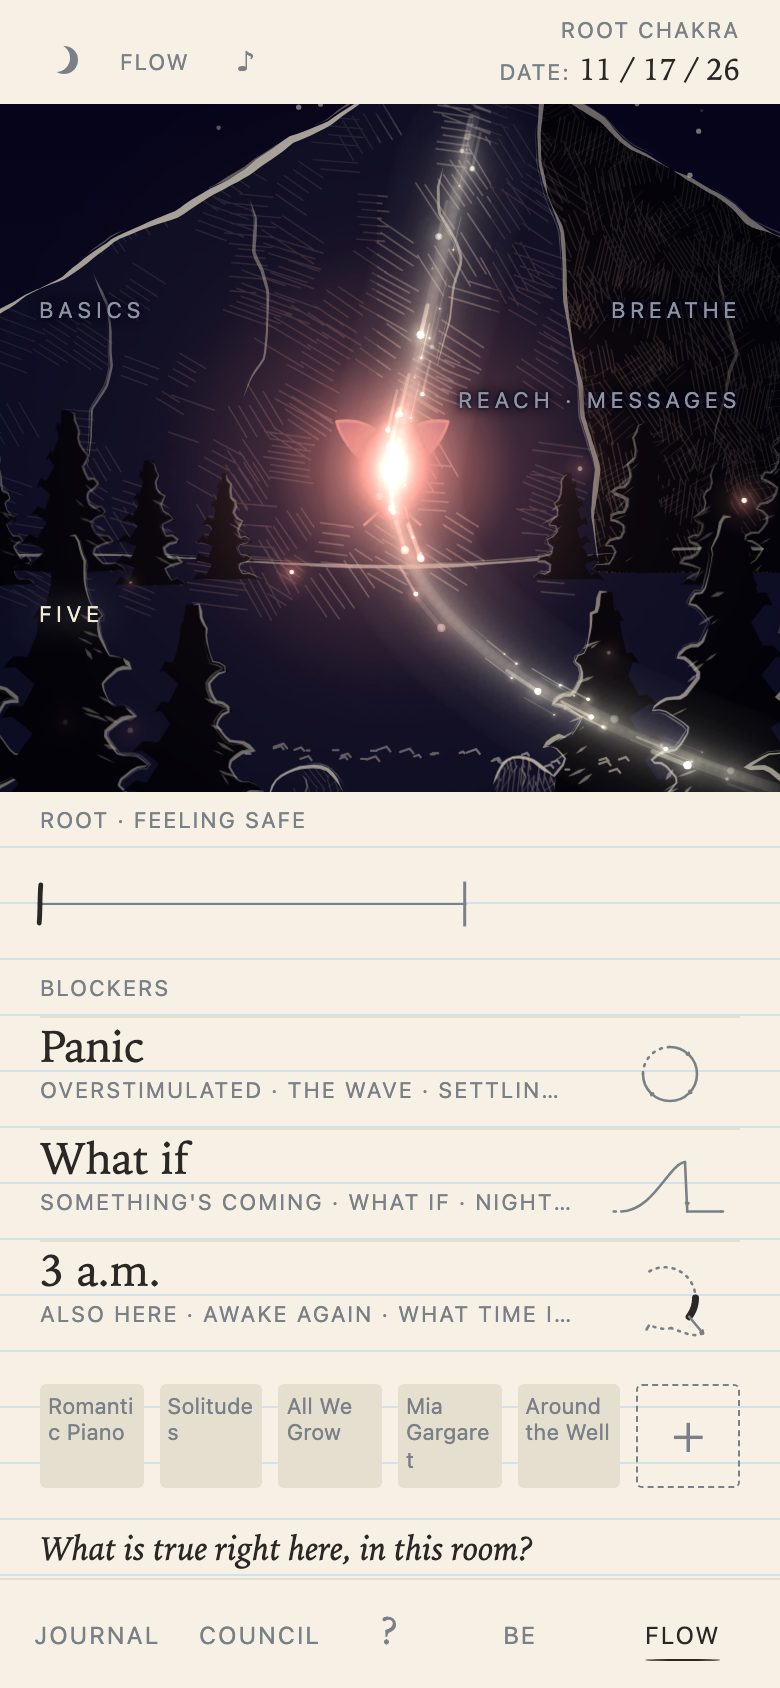 FLOW ♪
ROOT CHAKRA
DATE: 11 / 17 / 26
BASICS
BREATHE
REACH · MESSAGES
FIVE
ROOT · FEELING SAFE
BLOCKERS
Panic
OVERSTIMULATED · THE WAVE · SETTLIN…
What if
SOMETHING'S COMING · WHAT IF · NIGHT…
3 a.m.
ALSO HERE · AWAKE AGAIN · WHAT TIME I…
Romanti
c Piano
Solitude
s
All We
Grow
Mia
Gargare
t
Around
the Well
+
What is true right here, in this room?
JOURNAL COUNCIL ? BE FLOW